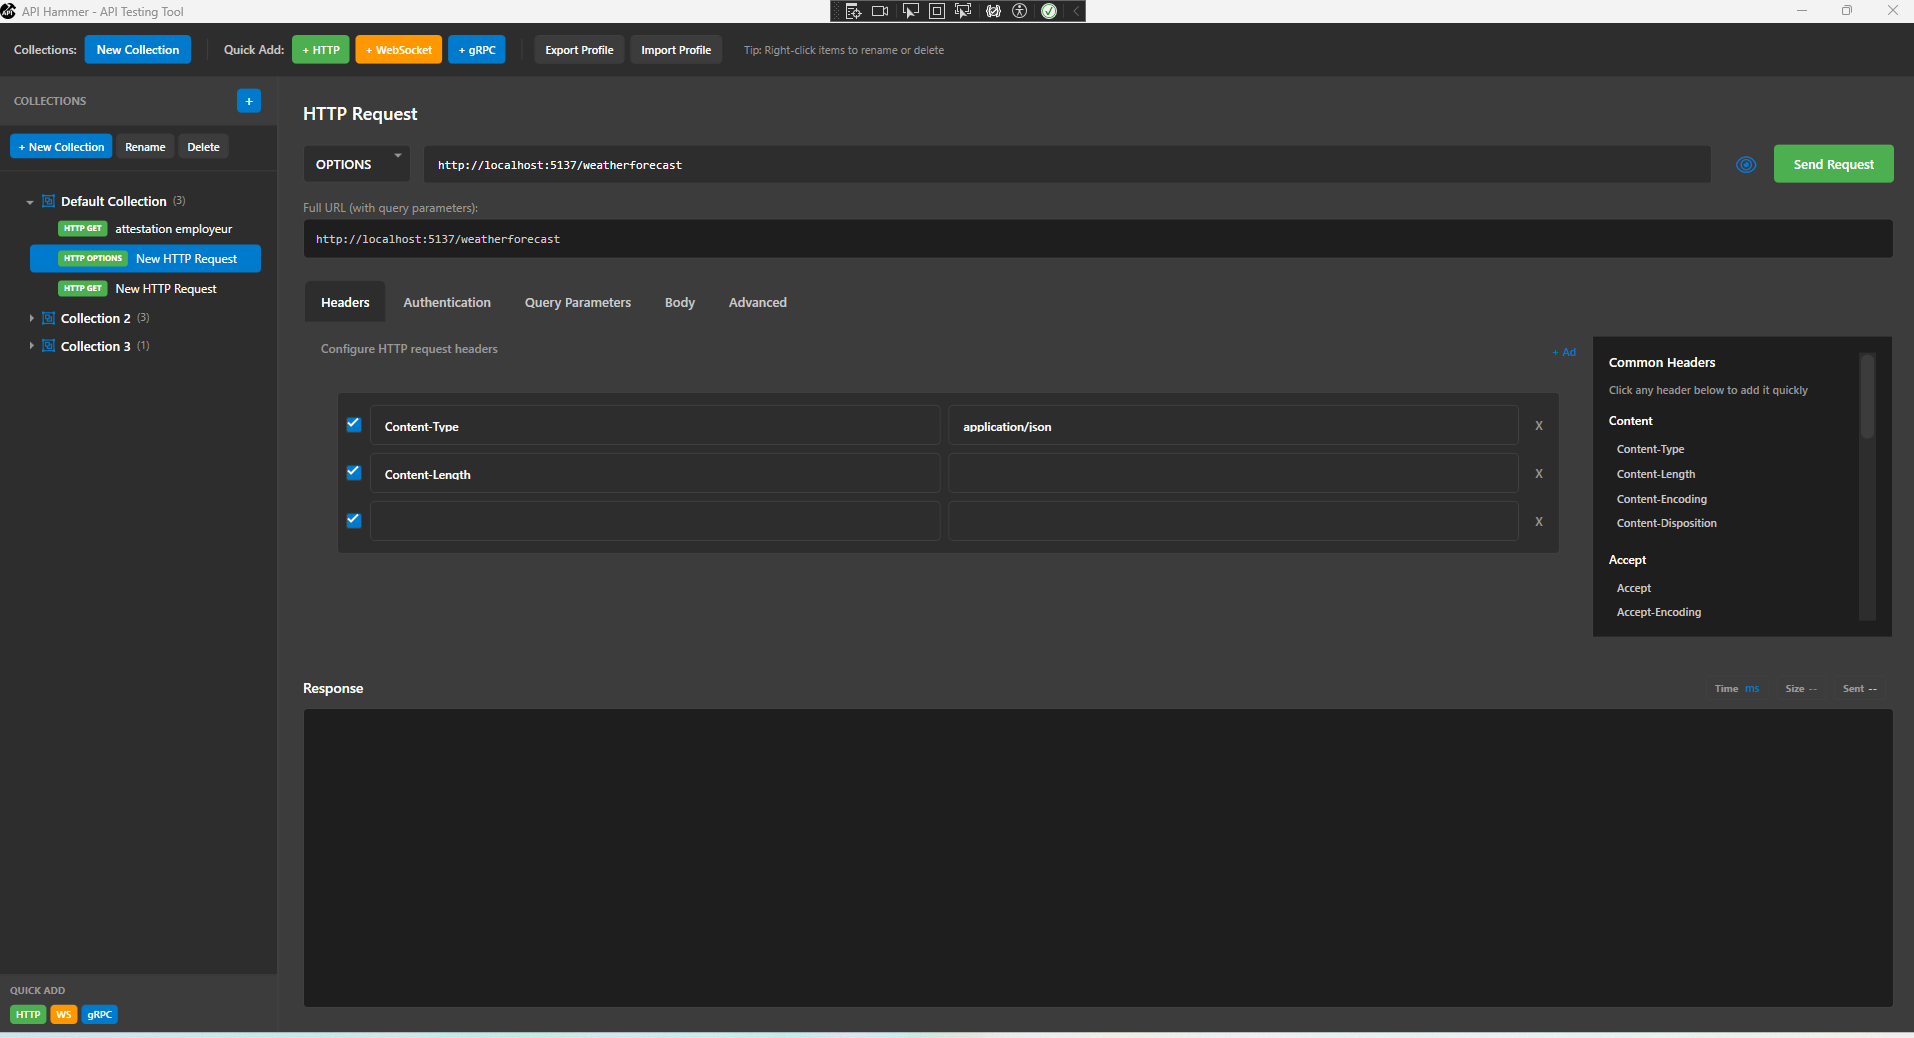 API Hammer - API Testing Tool
Collections: New Collection Quick Add: + HTTP + WebSocket + gRPC Export Profile Import Profile Tip: Right-click items to rename or delete
COLLECTIONS +
+ New Collection Rename Delete
Default Collection (3)
HTTP GET attestation employeur
HTTP OPTIONS New HTTP Request
HTTP GET New HTTP Request
Collection 2 (3)
Collection 3 (1)
QUICK ADD
HTTP WS gRPC
HTTP Request
OPTIONS http://localhost:5137/weatherforecast Send Request
Full URL (with query parameters):
http://localhost:5137/weatherforecast
Headers Authentication Query Parameters Body Advanced
Configure HTTP request headers + Ad
Content-Type application/json X
Content-Length X
X
Common Headers
Click any header below to add it quickly
Content
Content-Type
Content-Length
Content-Encoding
Content-Disposition
Accept
Accept
Accept-Encoding
Response Time ms Size -- Sent --